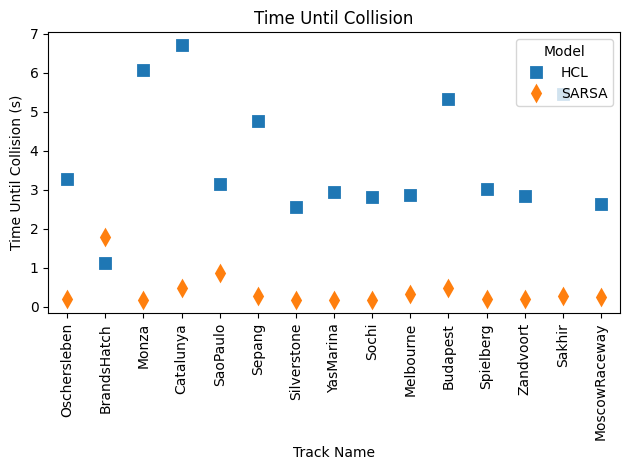 Time Until Collision
Time Until Collision (s)
7
6
5
4
3
2
1
0
Model
HCL
SARSA
Oschersleben
BrandsHatch
Monza
Catalunya
SaoPaulo
Sepang
Silverstone
YasMarina
Sochi
Melbourne
Budapest
Spielberg
Zandvoort
Sakhir
MoscowRaceway
Track Name